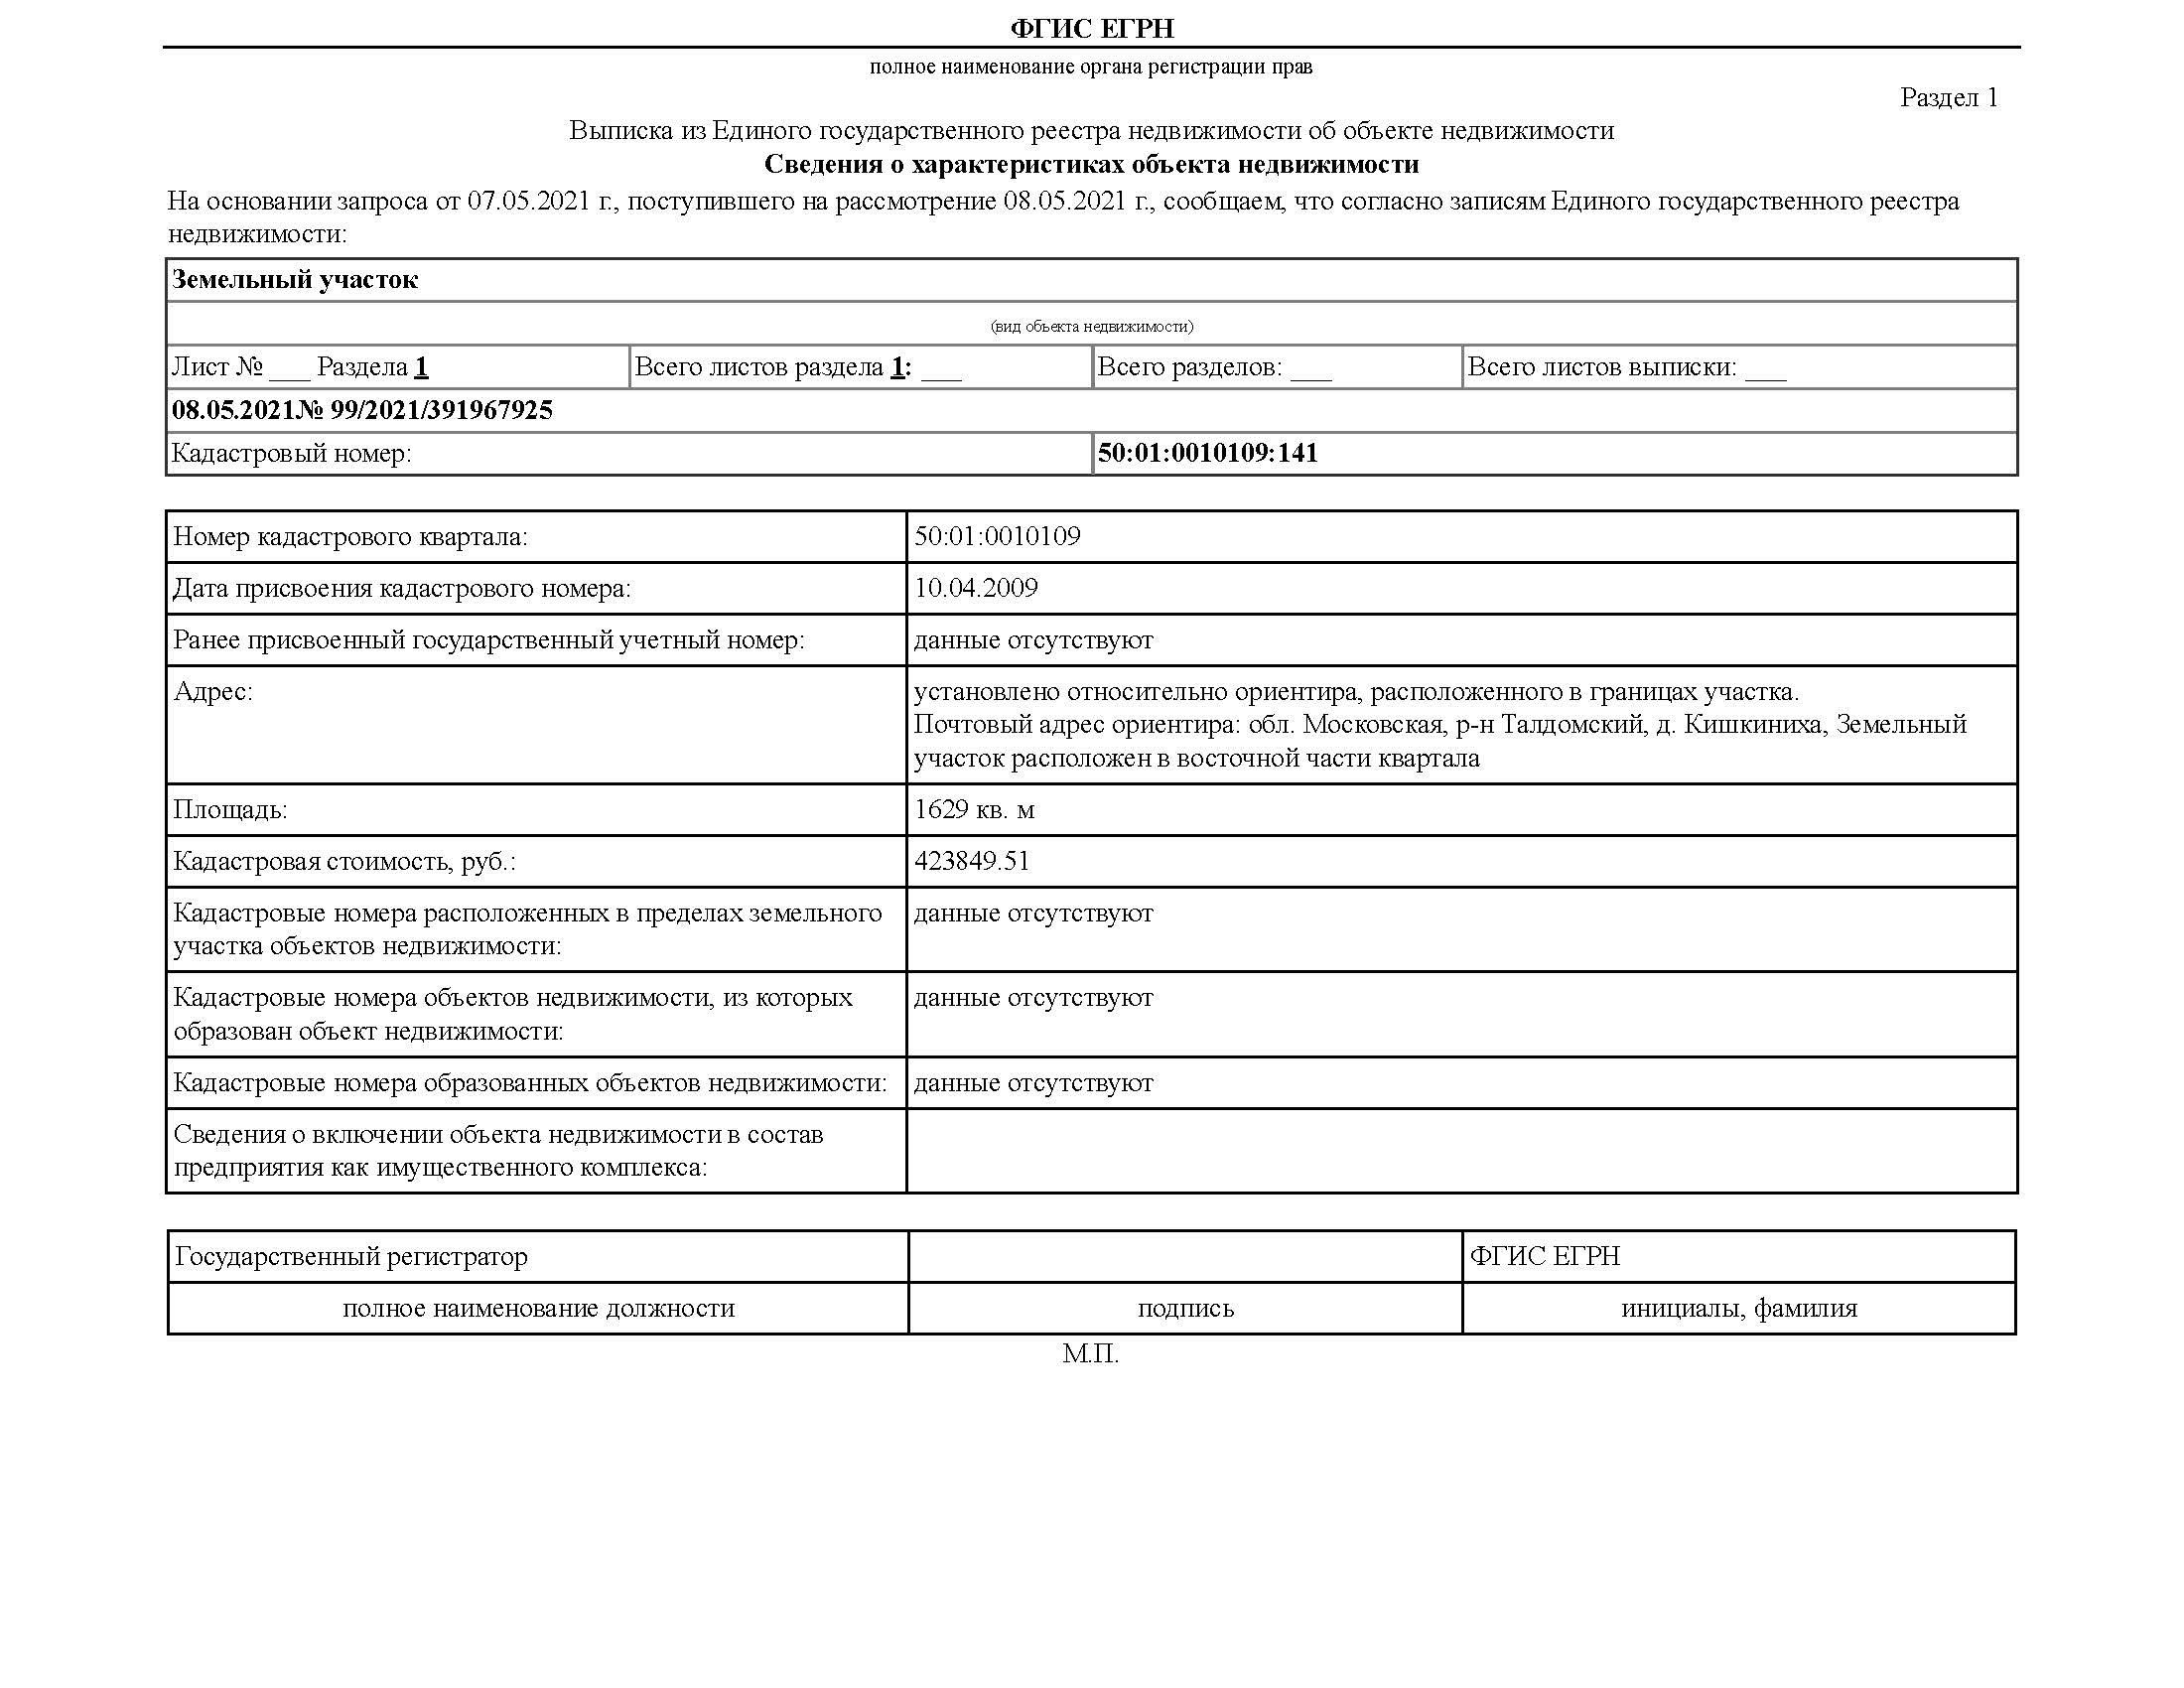 ФГИС ЕГРН
полное наименование органа регистрации прав
Раздел 1
Выписка из Единого государственного реестра недвижимости об объекте недвижимости
Сведения о характеристиках объекта недвижимости
На основании запроса от 07.05.2021 г., поступившего на рассмотрение 08.05.2021 г., сообщаем, что согласно записям Единого государственного реестра
недвижимости:
Земельный участок
(вид объекта недвижимости)
Лист № ___ Раздела 1 Всего листов раздела 1: ___ Всего разделов: ___ Всего листов выписки: ___
08.05.2021№ 99/2021/391967925
Кадастровый номер: 50:01:0010109:141
Номер кадастрового квартала: 50:01:0010109
Дата присвоения кадастрового номера: 10.04.2009
Ранее присвоенный государственный учетный номер: данные отсутствуют
Адрес: установлено относительно ориентира, расположенного в границах участка.
Почтовый адрес ориентира: обл. Московская, р-н Талдомский, д. Кишкиниха, Земельный
участок расположен в восточной части квартала
Площадь: 1629 кв. м
Кадастровая стоимость, руб.: 423849.51
Кадастровые номера расположенных в пределах земельного данные отсутствуют
участка объектов недвижимости:
Кадастровые номера объектов недвижимости, из которых данные отсутствуют
образован объект недвижимости:
Кадастровые номера образованных объектов недвижимости: данные отсутствуют
Сведения о включении объекта недвижимости в состав
предприятия как имущественного комплекса:
Государственный регистратор ФГИС ЕГРН
полное наименование должности подпись инициалы, фамилия
М.П.